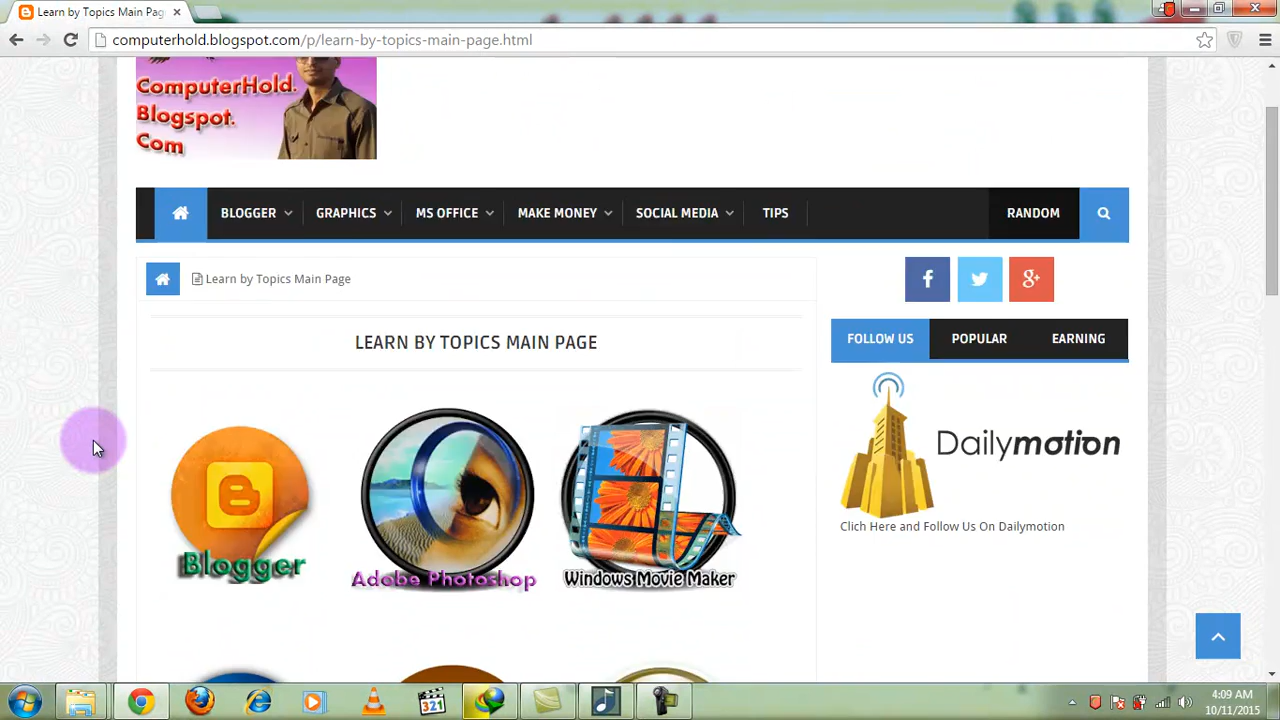 Learn by Topics Main Pag
computerhold.blogspot.com/p/learn-by-topics-main-page.html
ComputerHold.
Blogspot.
Com
BLOGGER GRAPHICS MS OFFICE MAKE MONEY SOCIAL MEDIA TIPS RANDOM
Learn by Topics Main Page
f g+
LEARN BY TOPICS MAIN PAGE
FOLLOW US POPULAR EARNING
Dailymotion
Clich Here and Follow Us On Dailymotion
Blogger
Adobe Photoshop
Windows Movie Maker
321
4:09 AM
10/11/2015